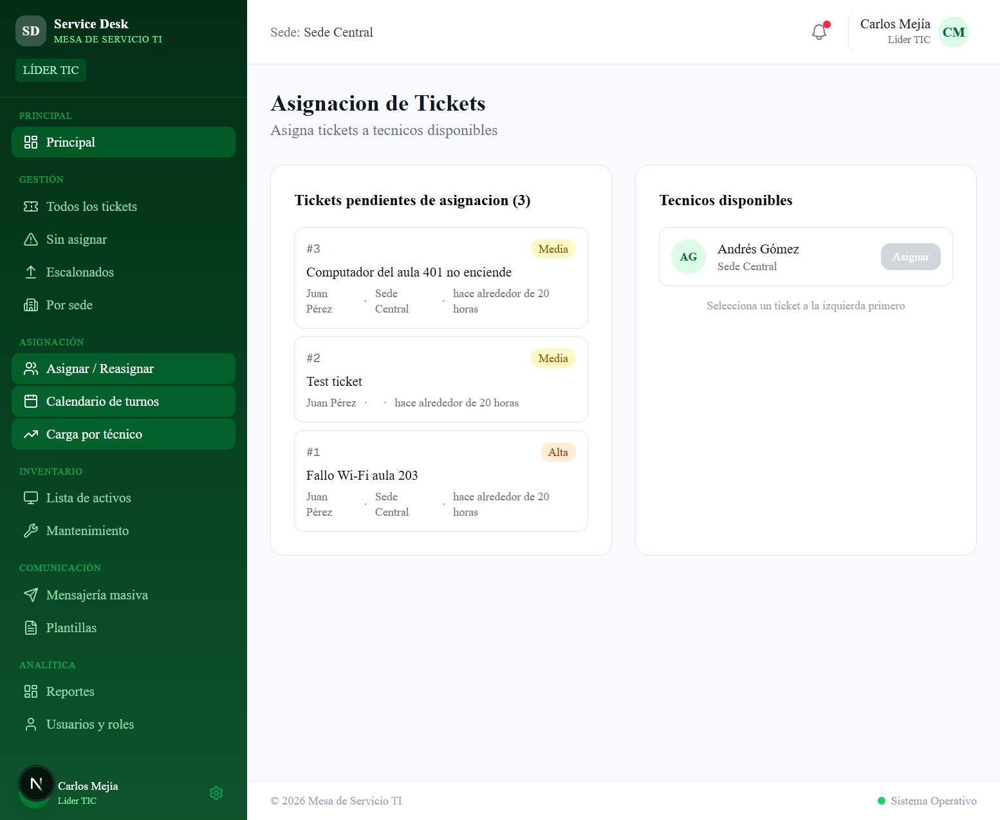 SD
Service Desk
MESA DE SERVICIO TI
LÍDER TIC
PRINCIPAL
Principal
GESTIÓN
Todos los tickets
Sin asignar
Escalonados
Por sede
ASIGNACIÓN
Asignar / Reasignar
Calendario de turnos
Carga por técnico
INVENTARIO
Lista de activos
Mantenimiento
COMUNICACIÓN
Mensajería masiva
Plantillas
ANALÍTICA
Reportes
Usuarios y roles
N
Carlos Mejía
Líder TIC
Sede: Sede Central
Carlos Mejía
Líder TIC
CM
Asignacion de Tickets
Asigna tickets a tecnicos disponibles
Tickets pendientes de asignacion (3)
#3
Media
Computador del aula 401 no enciende
Juan Pérez · Sede Central · hace alrededor de 20 horas
#2
Media
Test ticket
Juan Pérez · · hace alrededor de 20 horas
#1
Alta
Fallo Wi-Fi aula 203
Juan Pérez · Sede Central · hace alrededor de 20 horas
Tecnicos disponibles
AG
Andrés Gómez
Sede Central
Asignar
Selecciona un ticket a la izquierda primero
© 2026 Mesa de Servicio TI
Sistema Operativo